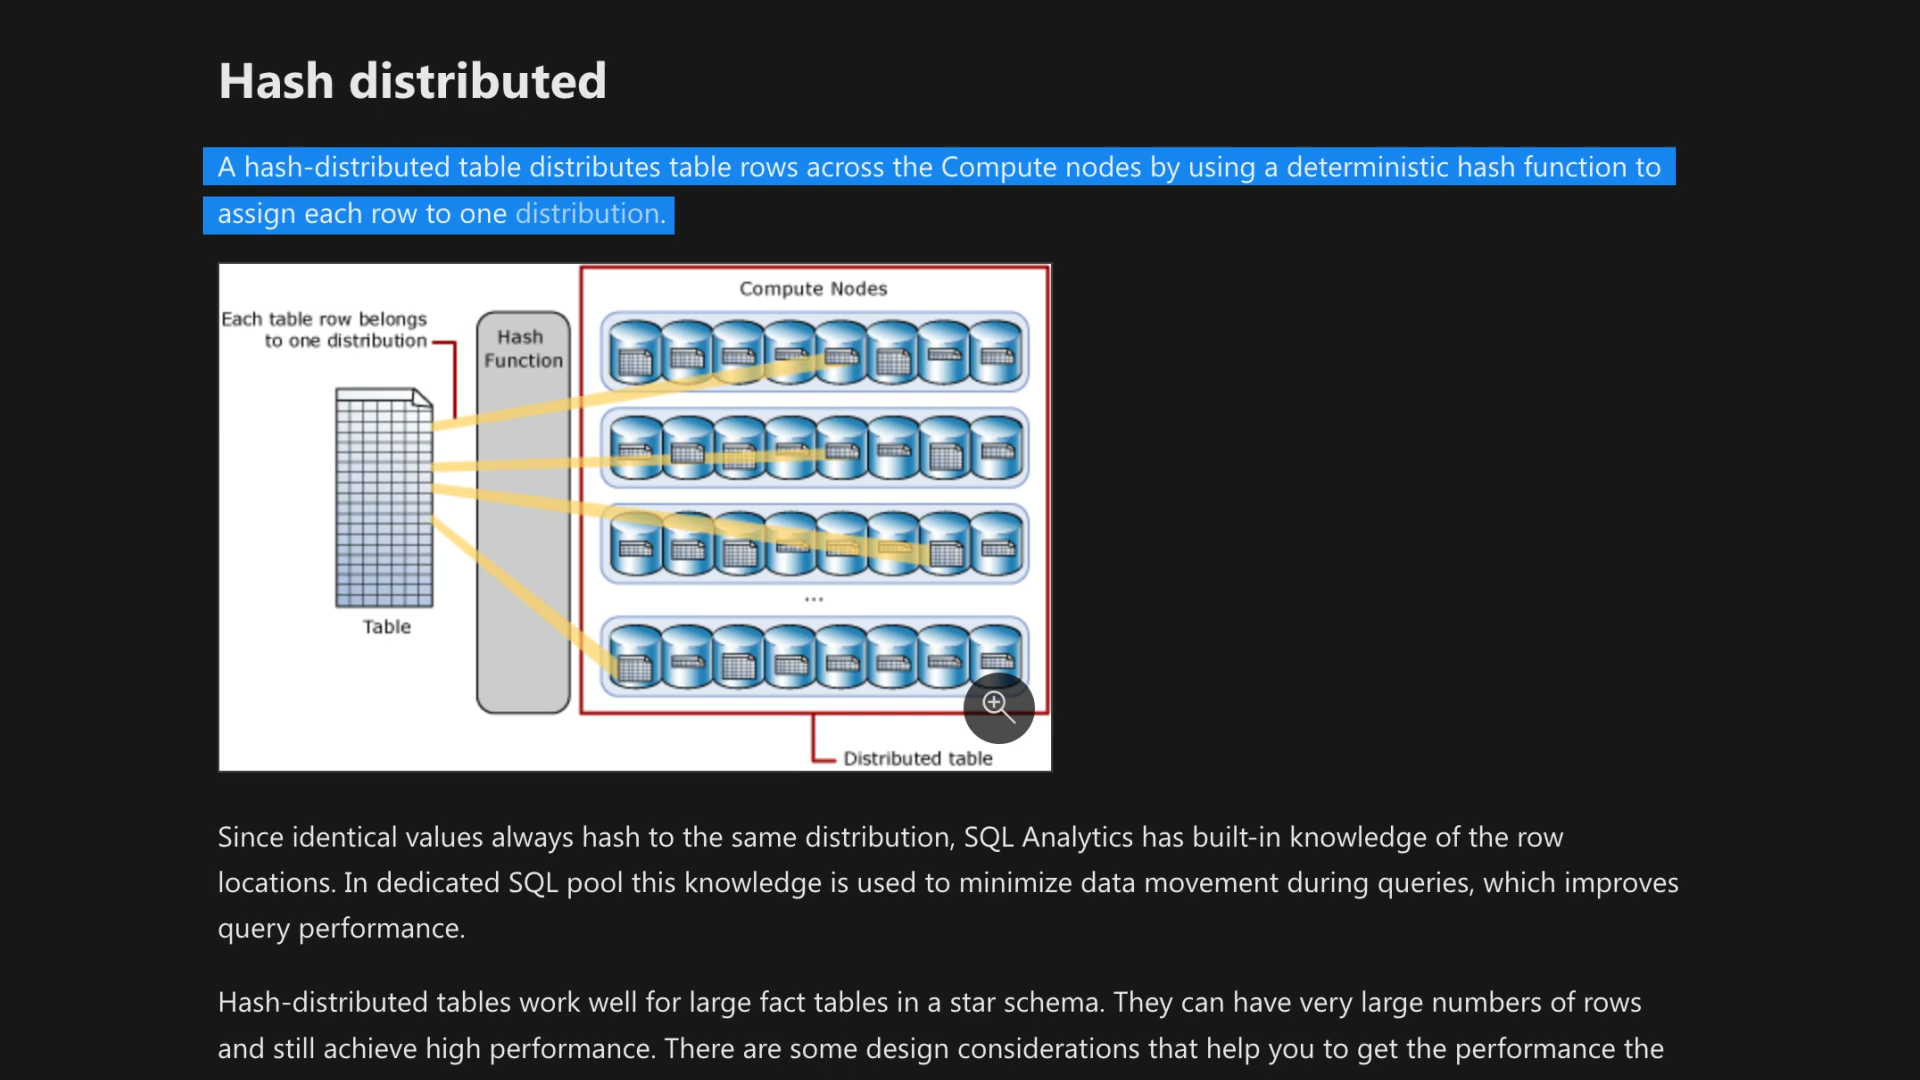 Hash distributed
A hash-distributed table distributes table rows across the Compute nodes by using a deterministic hash function to
assign each row to one distribution.
Compute Nodes
Each table row belongs
to one distribution
Hash
Function
Table
...
Distributed table
Since identical values always hash to the same distribution, SQL Analytics has built-in knowledge of the row
locations. In dedicated SQL pool this knowledge is used to minimize data movement during queries, which improves
query performance.
Hash-distributed tables work well for large fact tables in a star schema. They can have very large numbers of rows
and still achieve high performance. There are some design considerations that help you to get the performance the